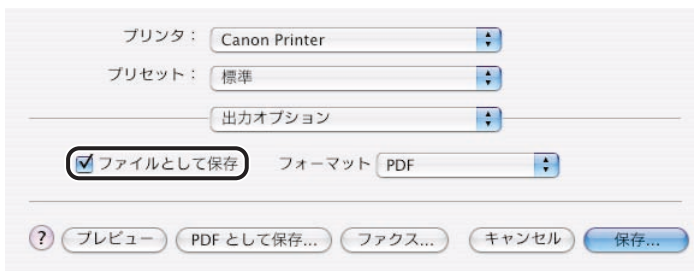 プリンタ： Canon Printer
プリセット： 標準
出力オプション
ファイルとして保存 フォーマット PDF
? プレビュー PDF として保存... ファクス... キャンセル 保存...